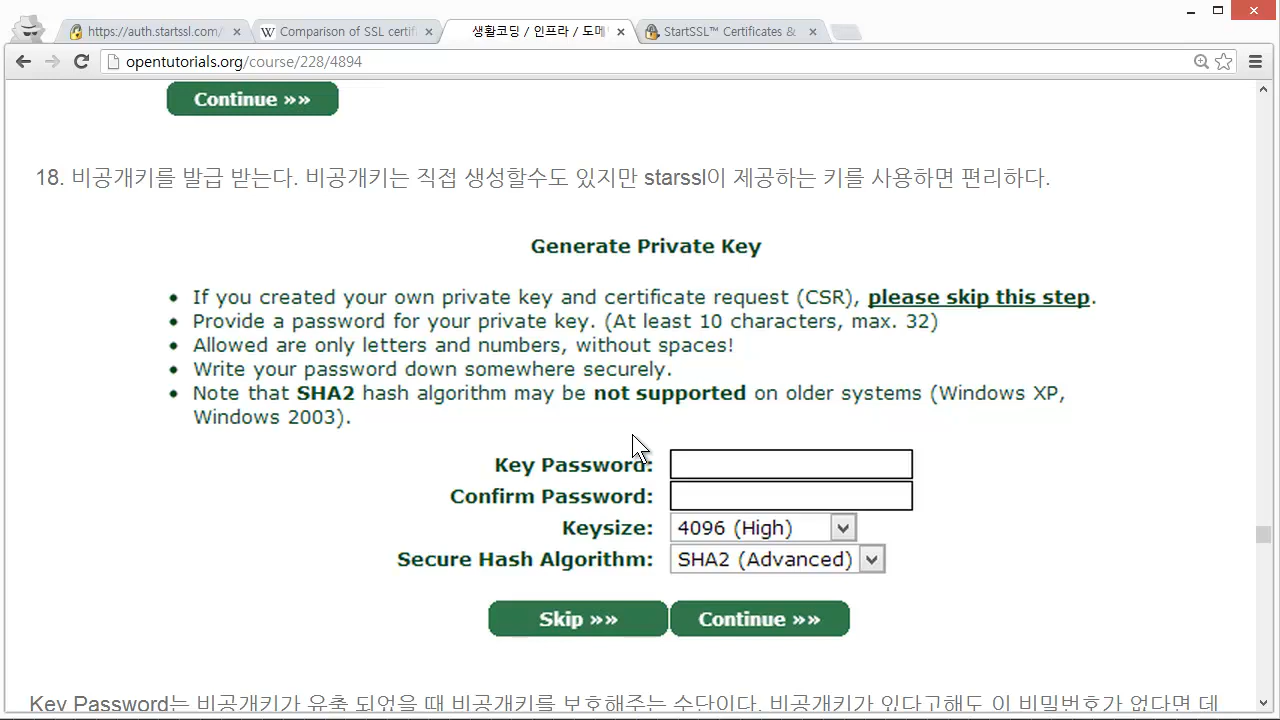 https://auth.startssl.com/
Comparison of SSL certifi
생활코딩 / 인프라 / 도메
StartSSL™ Certificates &
opentutorials.org/course/228/4894
Continue »»
18. 비공개키를 발급 받는다. 비공개키는 직접 생성할수도 있지만 starssl이 제공하는 키를 사용하면 편리하다.
Generate Private Key
• If you created your own private key and certificate request (CSR), please skip this step.
• Provide a password for your private key. (At least 10 characters, max. 32)
• Allowed are only letters and numbers, without spaces!
• Write your password down somewhere securely.
• Note that SHA2 hash algorithm may be not supported on older systems (Windows XP,
Windows 2003).
Key Password:
Confirm Password:
Keysize: 4096 (High)
Secure Hash Algorithm: SHA2 (Advanced)
Skip »» Continue »»
Key Password는 비공개키가 유출 되었을 때 비공개키를 보호해주는 수단이다. 비공개키가 있다고해도 이 비밀번호가 없다면 데